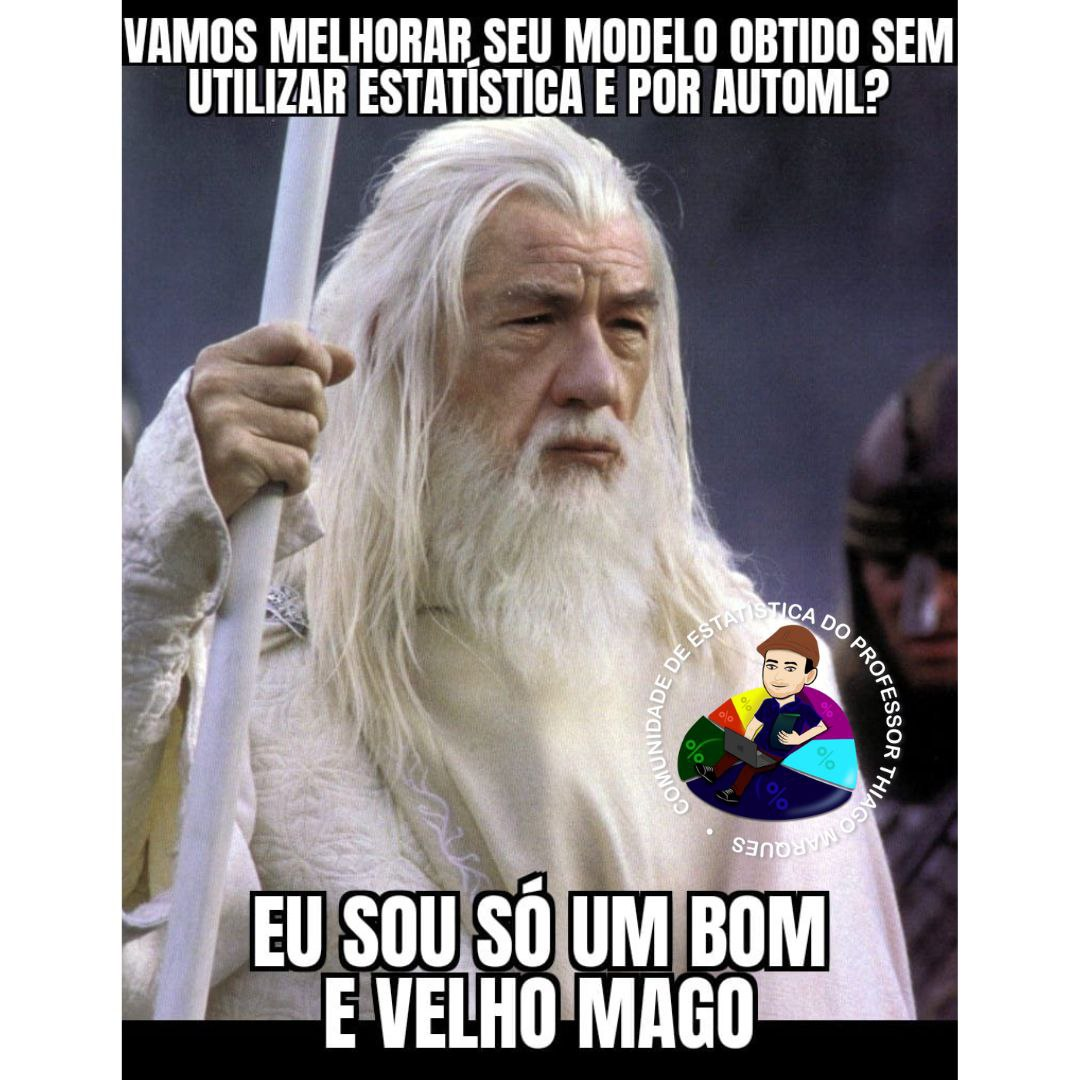 VAMOS MELHORAR SEU MODELO OBTIDO SEM
UTILIZAR ESTATÍSTICA E POR AUTOML?
COMUNIDADE DE ESTATÍSTICA DO PROFESSOR THIAGO MARQUES •
% % % % % %
EU SOU SÓ UM BOM
E VELHO MAGO